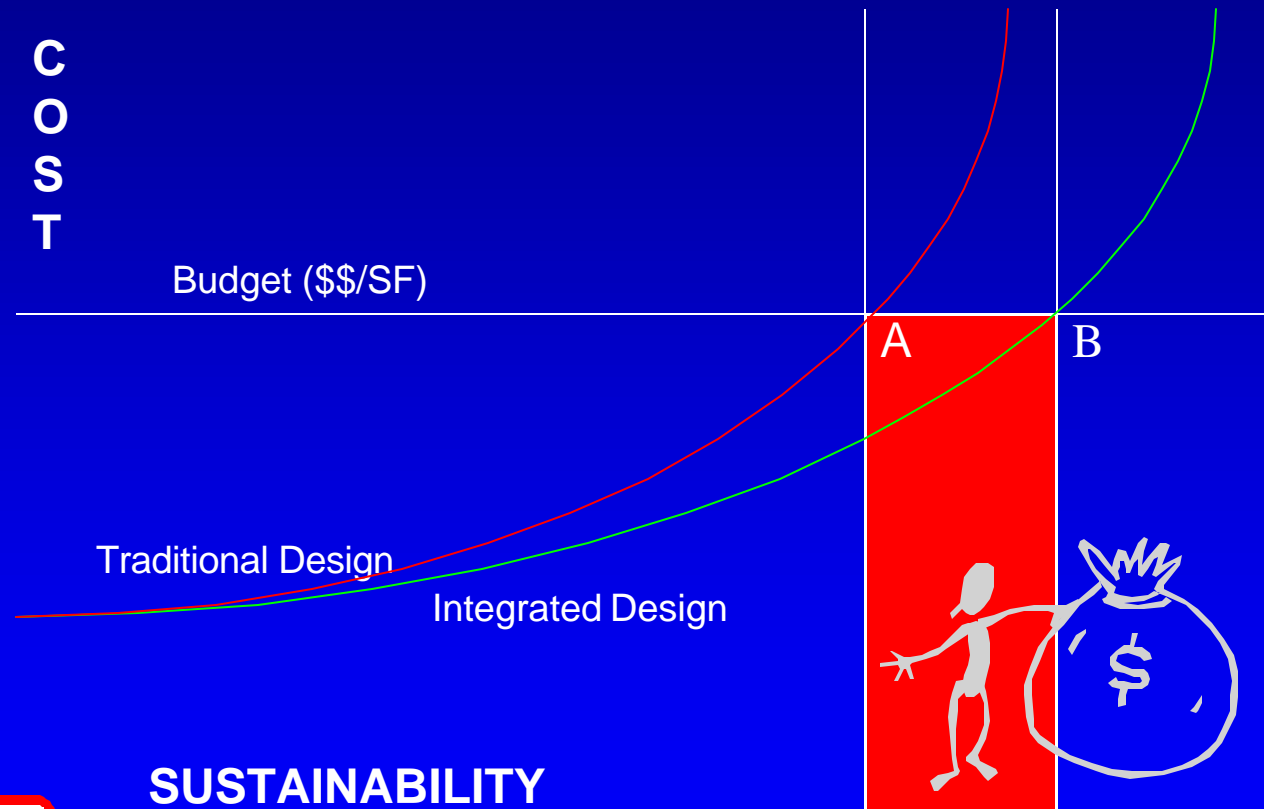 C
O
S
T
Budget ($$/SF)
A
B
Traditional Design
Integrated Design
$
SUSTAINABILITY